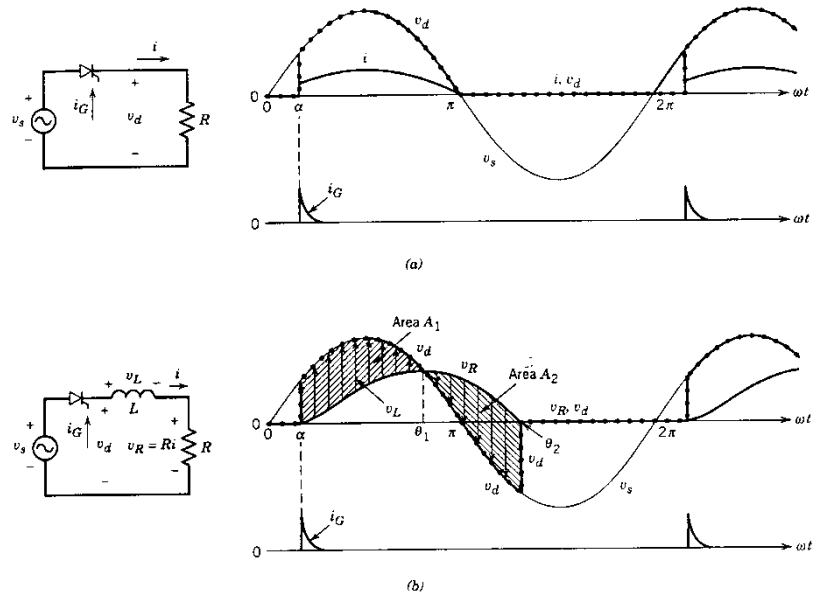 i
+
i_G
+
v_s
v_d
R
−
−
v_d
i
i, v_d
0
0
α
π
2π
ωt
v_s
i_G
0
ωt
(a)
v_L
+
−
i
+
L
+
+
i_G
v_d
v_R = Ri
R
v_s
−
−
−
Area A_1
v_d
v_R
Area A_2
v_R, v_d
0
0
α
v_L
θ_1
π
θ_2
2π
ωt
v_d
v_d
v_s
i_G
0
ωt
(b)